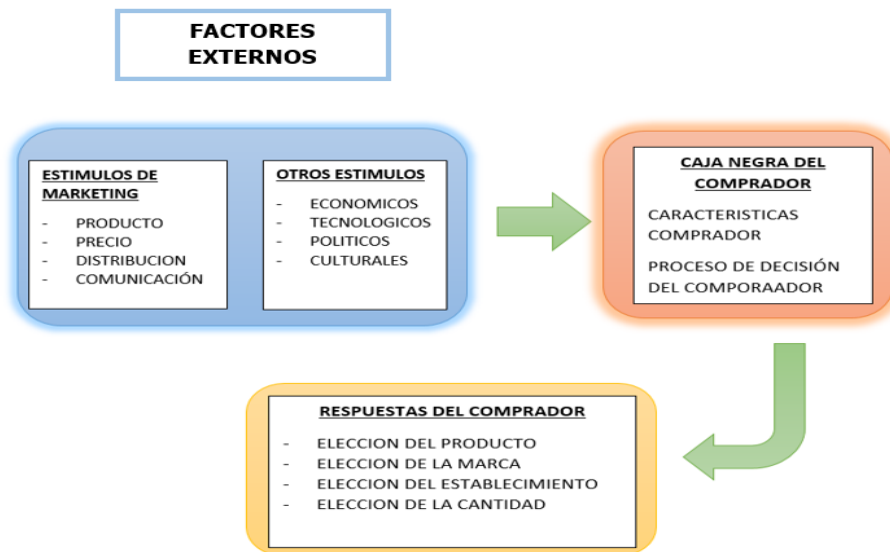 FACTORES
EXTERNOS
ESTIMULOS DE
MARKETING
- PRODUCTO
- PRECIO
- DISTRIBUCION
- COMUNICACIÓN
OTROS ESTIMULOS
- ECONOMICOS
- TECNOLOGICOS
- POLITICOS
- CULTURALES
CAJA NEGRA DEL
COMPRADOR
CARACTERISTICAS
COMPRADOR
PROCESO DE DECISIÓN
DEL COMPORAADOR
RESPUESTAS DEL COMPRADOR
- ELECCION DEL PRODUCTO
- ELECCION DE LA MARCA
- ELECCION DEL ESTABLECIMIENTO
- ELECCION DE LA CANTIDAD